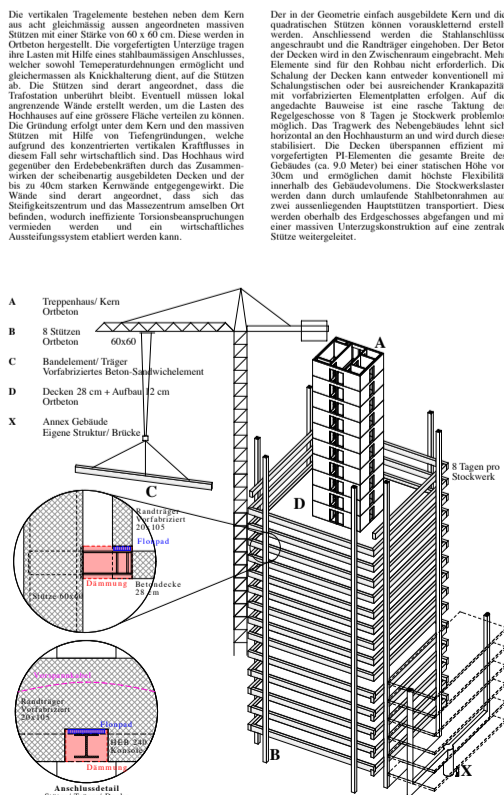 Die vertikalen Tragelemente bestehen neben dem Kern
aus acht gleichmässig aussen angeordneten massiven
Stützen mit einer Stärke von 60 x 60 cm. Diese werden in
Ortbeton hergestellt. Die vorgefertigten Unterzüge tragen
ihre Lasten mit Hilfe eines stahlbaumässigen Anschlusses,
welcher sowohl Temeperaturdehnungen ermöglicht und
gleichermassen als Knickhalterung dient, auf die Stützen
ab. Die Stützen sind derart angeordnet, dass die
Trafostation unberührt bleibt. Eventuell müssen lokal
angrenzende Wände erstellt werden, um die Lasten des
Hochhauses auf eine grössere Fläche verteilen zu können.
Die Gründung erfolgt unter dem Kern und den massiven
Stützen mit Hilfe von Tiefengründungen, welche
aufgrund des konzentrierten vertikalen Kraftflusses in
diesem Fall sehr wirtschaftlich sind. Das Hochhaus wird
gegenüber den Erdbebenkräften durch das Zusammen-
wirken der scheibenartig ausgebildeten Decken und der
bis zu 40cm starken Kernwände entgegengewirkt. Die
Wände sind derart angeordnet, dass sich das
Steifigkeitszentrum und das Massezentrum amselben Ort
befinden, wodurch ineffiziente Torsionsbeanspruchungen
vermieden werden und ein wirtschaftliches
Aussteifungssystem etabliert werden kann.
Der in der Geometrie einfach ausgebildete Kern und die
quadratischen Stützen können vorauskletternd erstellt
werden. Anschliessend werden die Stahlanschlüsse
angeschraubt und die Randträger eingehoben. Der Beton
der Decken wird in den Zwischenraum eingebracht. Mehr
Elemente sind für den Rohbau nicht erforderlich. Die
Schalung der Decken kann entweder konventionell mit
Schalungstischen oder bei ausreichender Krankapazität
mit vorgefertigten Elementplatten erfolgen. Auf die
angedachte Bauweise ist eine rasche Taktung der
Regelgeschosse von 8 Tagen je Stockwerk problemlos
möglich. Das Tragwerk des Nebengebäudes lehnt sich
horizontal an den Hochhausturm an und wird durch dieses
stabilisiert. Die Decken überspannen effizient mit
vorgefertigten PI-Elementen die gesamte Breite des
Gebäudes (ca. 9.0 Meter) bei einer statischen Höhe von
30cm und ermöglichen damit höchste Flexibilität
innerhalb des Gebäudevolumens. Die Stockwerkslasten
werden dann durch umlaufende Stahlbetonrahmen auf
zwei aussenliegenden Hauptstützen transportiert. Diese
werden oberhalb des Erdgeschosses abgefangen und mit
einer massiven Unterzugskonstruktion auf eine zentrale
Stütze weitergeleitet.
A Treppenhaus/ Kern
Ortbeton
B 8 Stützen
Ortbeton 60x60
C Bandelement/ Träger
Vorfabriziertes Beton-Sandwichelement
D Decken 28 cm + Aufbau 12 cm
Ortbeton
X Annex Gebäude
Eigene Struktur/ Brücke
A
8 Tagen pro
Stockwerk
C
D
Randträger
Vorfabriziert
20x105
Flonpad
Dämmung
Betondecke
28 cm
Stütze 60x60
Vorspannkabel
Randträger
Vorfabriziert
20x105
Flonpad
HEB 240
Konsole
Dämmung
B
X
Anschlussdetail